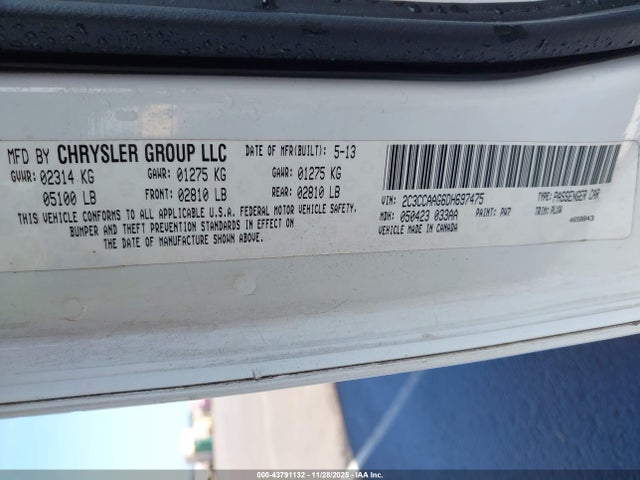 MFD BY CHRYSLER GROUP LLC DATE OF MFR(BUILT): 5-13
GVWR: 02314 KG GAWR: 01275 KG GAWR: 01275 KG
05100 LB FRONT: 02810 LB REAR: 02810 LB
THIS VEHICLE CONFORMS TO ALL APPLICABLE U.S.A. FEDERAL MOTOR VEHICLE SAFETY,
BUMPER AND THEFT PREVENTION STANDARDS IN EFFECT ON
THE DATE OF MANUFACTURE SHOWN ABOVE.
VIN: 2C3CCAAG6DH697475 TYPE: PASSENGER CAR
MDH: 050423 033AA PAINT: PW7 TRIM:
VEHICLE MADE IN CANADA
000-43791132 - 11/28/2025 - IAA Inc.